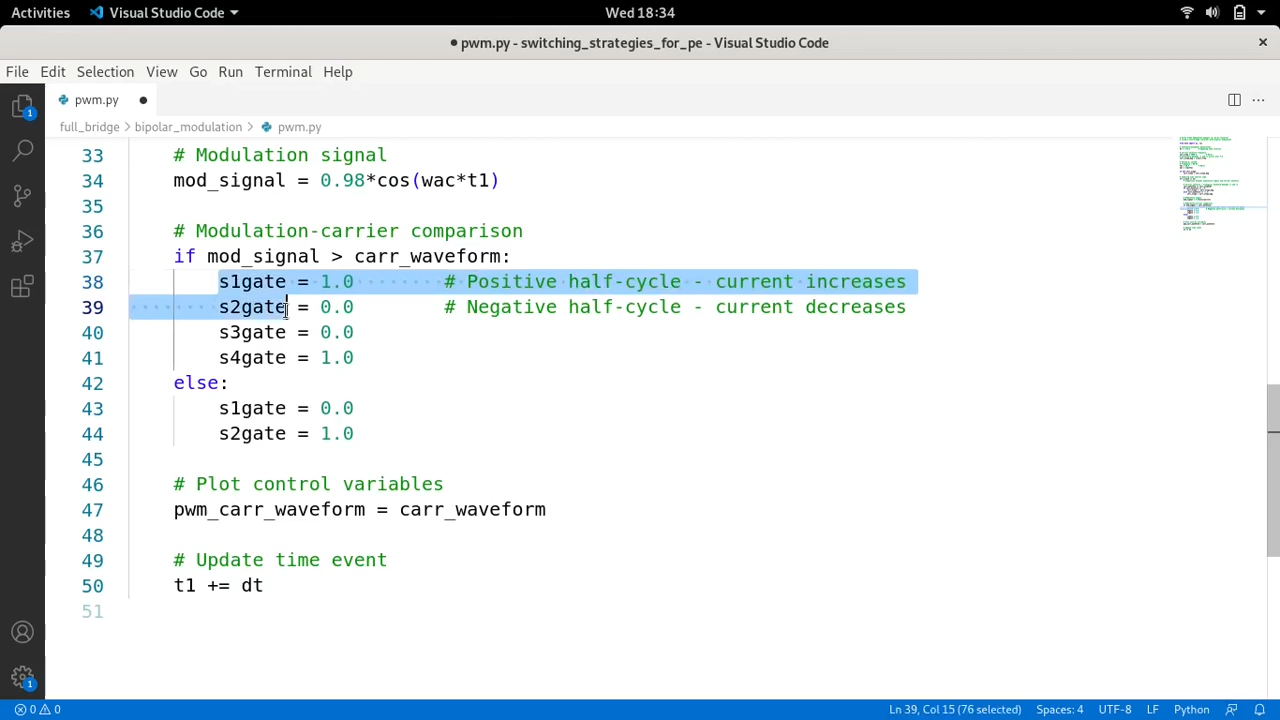 Activities Visual Studio Code Wed 18:34
● pwm.py - switching_strategies_for_pe - Visual Studio Code
File Edit Selection View Go Run Terminal Help
pwm.py
full_bridge > bipolar_modulation > pwm.py
33 # Modulation signal
34 mod_signal = 0.98*cos(wac*t1)
35
36 # Modulation-carrier comparison
37 if mod_signal > carr_waveform:
38 s1gate = 1.0 # Positive half-cycle - current increases
39 s2gate = 0.0 # Negative half-cycle - current decreases
40 s3gate = 0.0
41 s4gate = 1.0
42 else:
43 s1gate = 0.0
44 s2gate = 1.0
45
46 # Plot control variables
47 pwm_carr_waveform = carr_waveform
48
49 # Update time event
50 t1 += dt
51
1
1
0 0 Ln 39, Col 15 (76 selected) Spaces: 4 UTF-8 LF Python